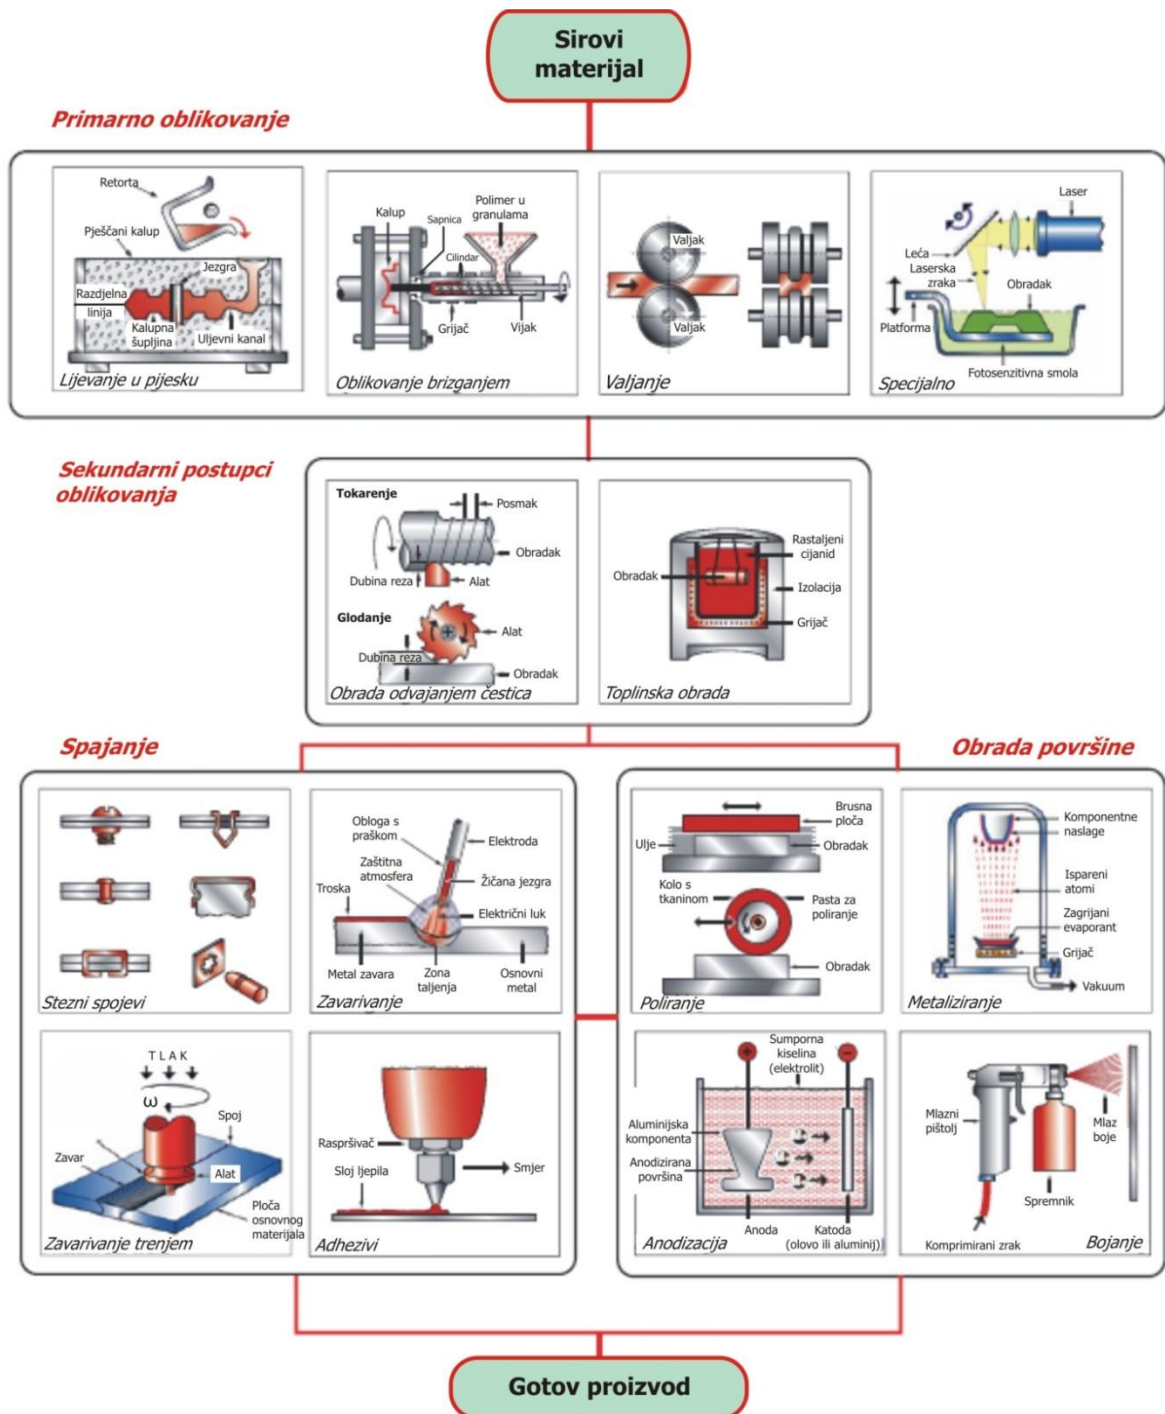 Sirovi
materijal
Primarno oblikovanje
Retorta
Pješčani kalup
Jezgra
Razdjelna
linija
Kalupna
šupljina
Uljevni kanal
Lijevanje u pijesku
Kalup
Sapnica
Polimer u
granulama
Cilindar
Grijač
Vijak
Oblikovanje brizganjem
Valjak
Valjak
Valjanje
Laser
Leća
Laserska
zraka
Obradak
Platforma
Fotosenzitivna smola
Specijalno
Sekundarni postupci
oblikovanja
Tokarenje
Posmak
Obradak
Dubina reza
Alat
Glodanje
Alat
Dubina reza
Obradak
Obrada odvajanjem čestica
Rastaljeni
cijanid
Obradak
Izolacija
Grijač
Toplinska obrada
Spajanje
Stezni spojevi
Obloga s
praškom
Elektroda
Zaštitna
atmosfera
Žičana jezgra
Troska
Električni luk
Metal zavara
Zona
taljenja
Osnovni
metal
Zavarivanje
TLAK
ω
Spoj
Zavar
Alat
Ploča
osnovnog
materijala
Zavarivanje trenjem
Raspršivač
Sloj ljepila
Smjer
Adhezivi
Obrada površine
Brusna
ploča
Ulje
Obradak
Kolo s
tkaninom
Pasta za
poliranje
Obradak
Poliranje
Komponentne
naslage
Ispareni
atomi
Zagrijani
evaporant
Grijač
Vakuum
Metaliziranje
Sumporna
kiselina
(elektrolit)
+
−
Aluminijska
komponenta
Anodizirana
površina
Anoda
Katoda
(olovo ili aluminij)
Anodizacija
Mlazni
pištolj
Mlaz
boje
Spremnik
Komprimirani zrak
Bojanje
Gotov proizvod